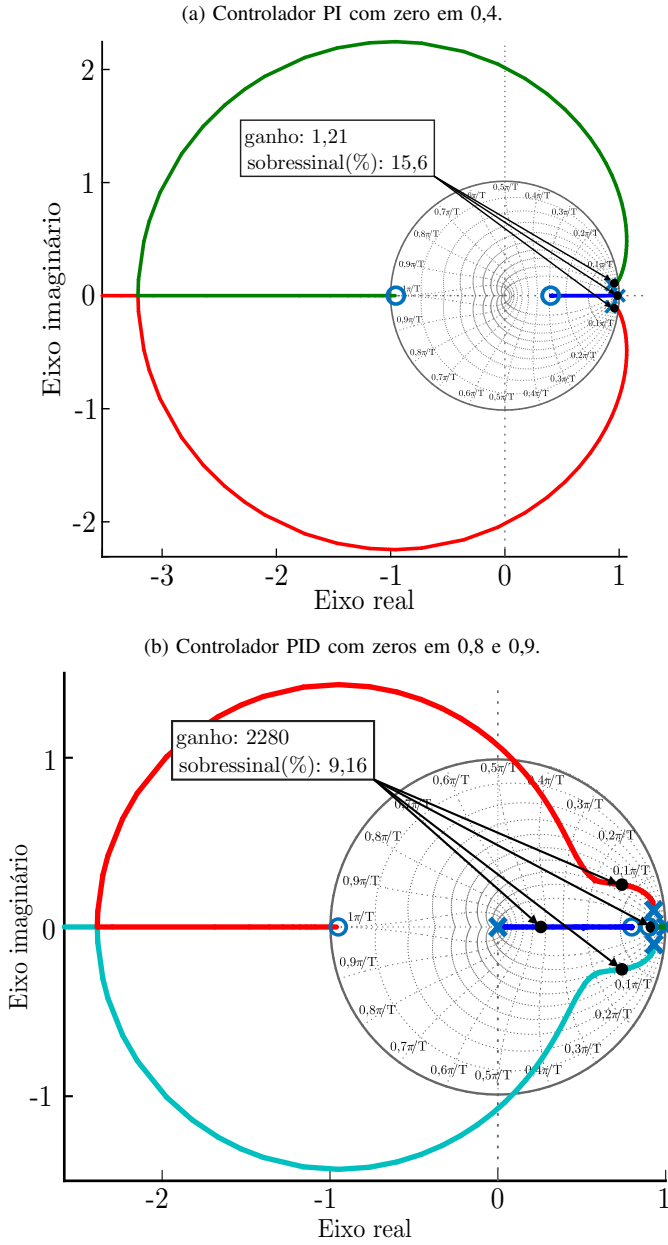 (a) Controlador PI com zero em 0,4.
2
ganho: 1,21
sobressinal(%): 15,6
1
0,5π/T
0,6π/T
0,4π/T
0,7π/T
0,3π/T
0,8π/T
0,2π/T
0,9π/T
0,1π/T
Eixo imaginário
0
1π/T
0,9π/T
0,1π/T
0,8π/T
0,2π/T
0,7π/T
0,3π/T
0,6π/T
0,5π/T
0,4π/T
-1
-2
-3
-2
-1
0
1
Eixo real
(b) Controlador PID com zeros em 0,8 e 0,9.
ganho: 2280
sobressinal(%): 9,16
1
0,5π/T
0,6π/T
0,4π/T
0,7π/T
0,3π/T
0,8π/T
0,2π/T
0,9π/T
0,1π/T
Eixo imaginário
0
1π/T
0,9π/T
0,1π/T
0,8π/T
0,2π/T
0,7π/T
0,3π/T
0,6π/T
0,5π/T
0,4π/T
-1
-2
-1
0
1
Eixo real